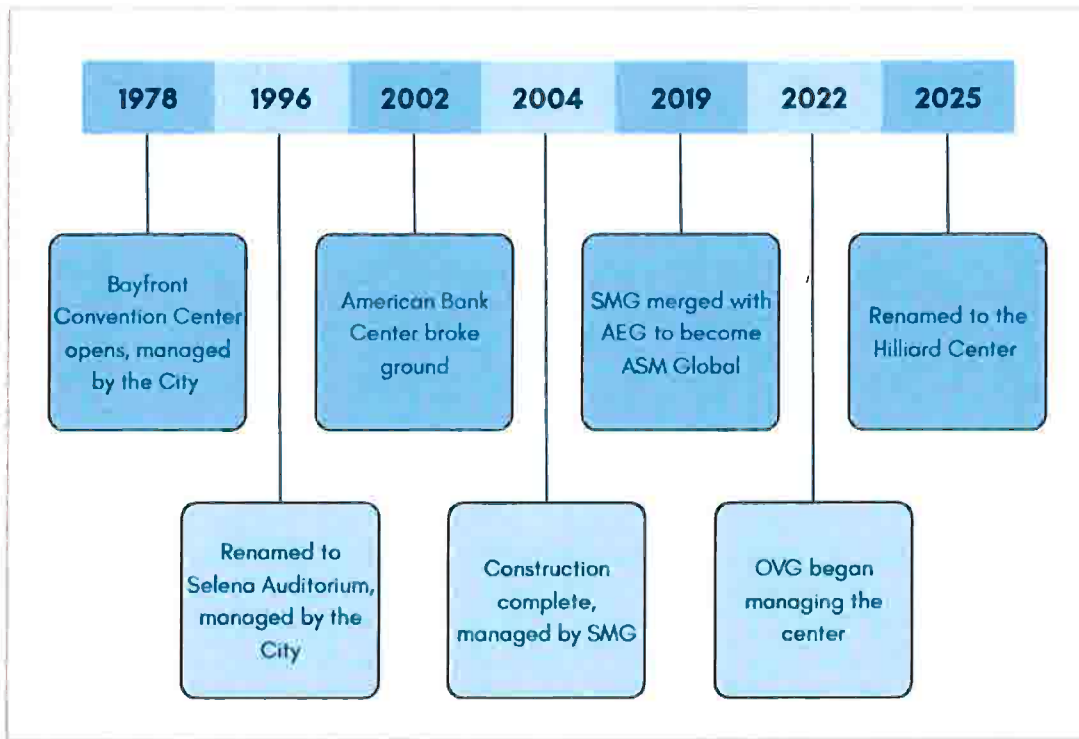 1978
1996
2002
2004
2019
2022
2025
Bayfront
Convention Center
opens, managed
by the City
American Bank
Center broke
ground
SMG merged with
AEG to become
ASM Global
Renamed to the
Hilliard Center
Renamed to
Selena Auditorium,
managed by the
City
Construction
complete,
managed by SMG
OVG began
managing the
center